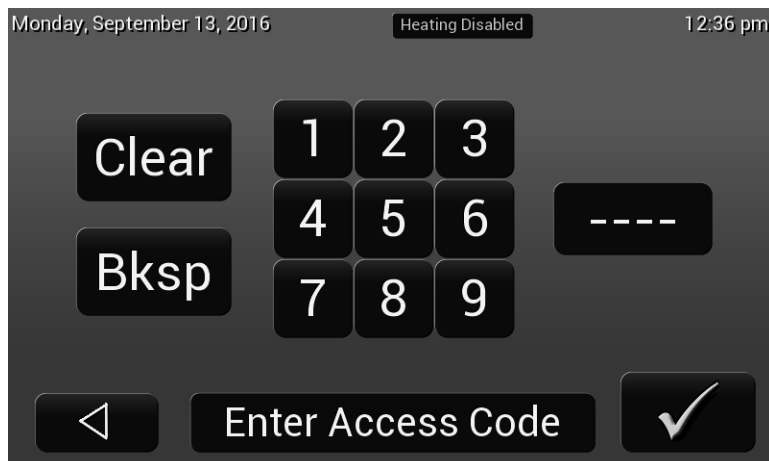 Monday, September 13, 2016 Heating Disabled 12:36 pm
Clear
1 2 3
4 5 6
----
Bksp
7 8 9
Enter Access Code